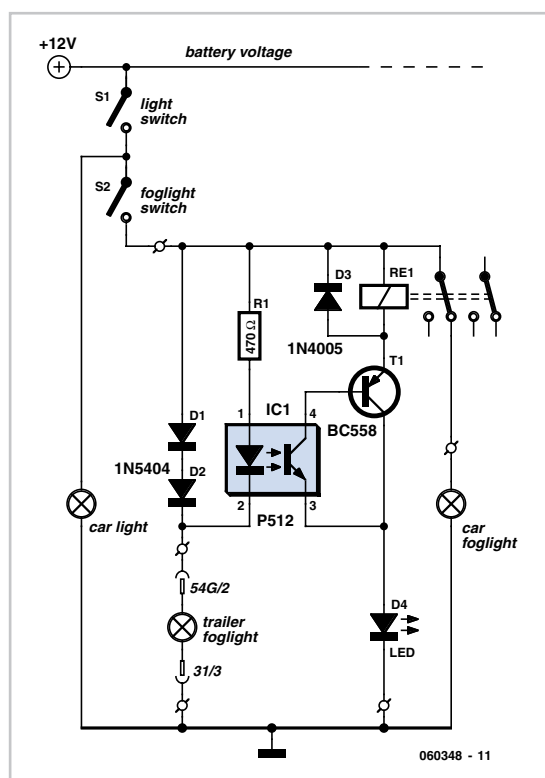 +12V
battery voltage
S1
light
switch
S2
foglight
switch
D3
RE1
R1
470 Ω
1N4005
T1
IC1
1
4
BC558
D1
1N5404
D2
2
3
P512
car light
car
foglight
54G/2
trailer
foglight
D4
LED
31/3
060348 - 11